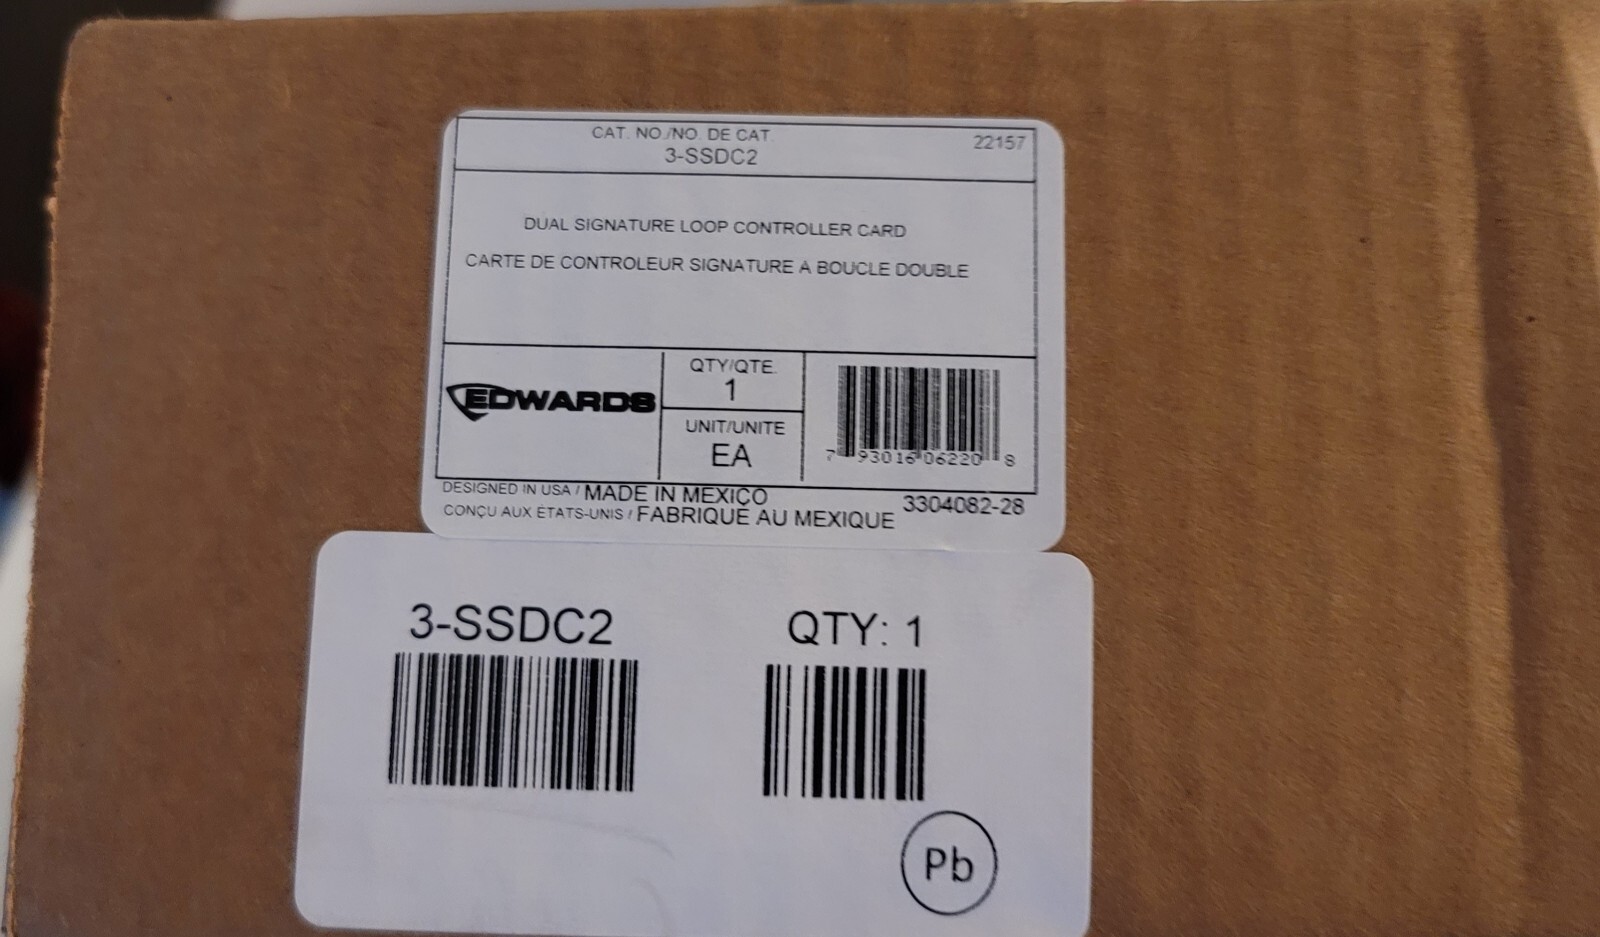 CAT. NO./NO. DE CAT.
3-SSDC2
22157
DUAL SIGNATURE LOOP CONTROLLER CARD
CARTE DE CONTROLEUR SIGNATURE A BOUCLE DOUBLE
EDWARDS
QTY/QTE.
1
UNIT/UNITE
EA
7 93016 06220 8
DESIGNED IN USA / MADE IN MEXICO
CONÇU AUX ÉTATS-UNIS / FABRIQUE AU MEXIQUE
3304082-28
3-SSDC2
QTY: 1
Pb